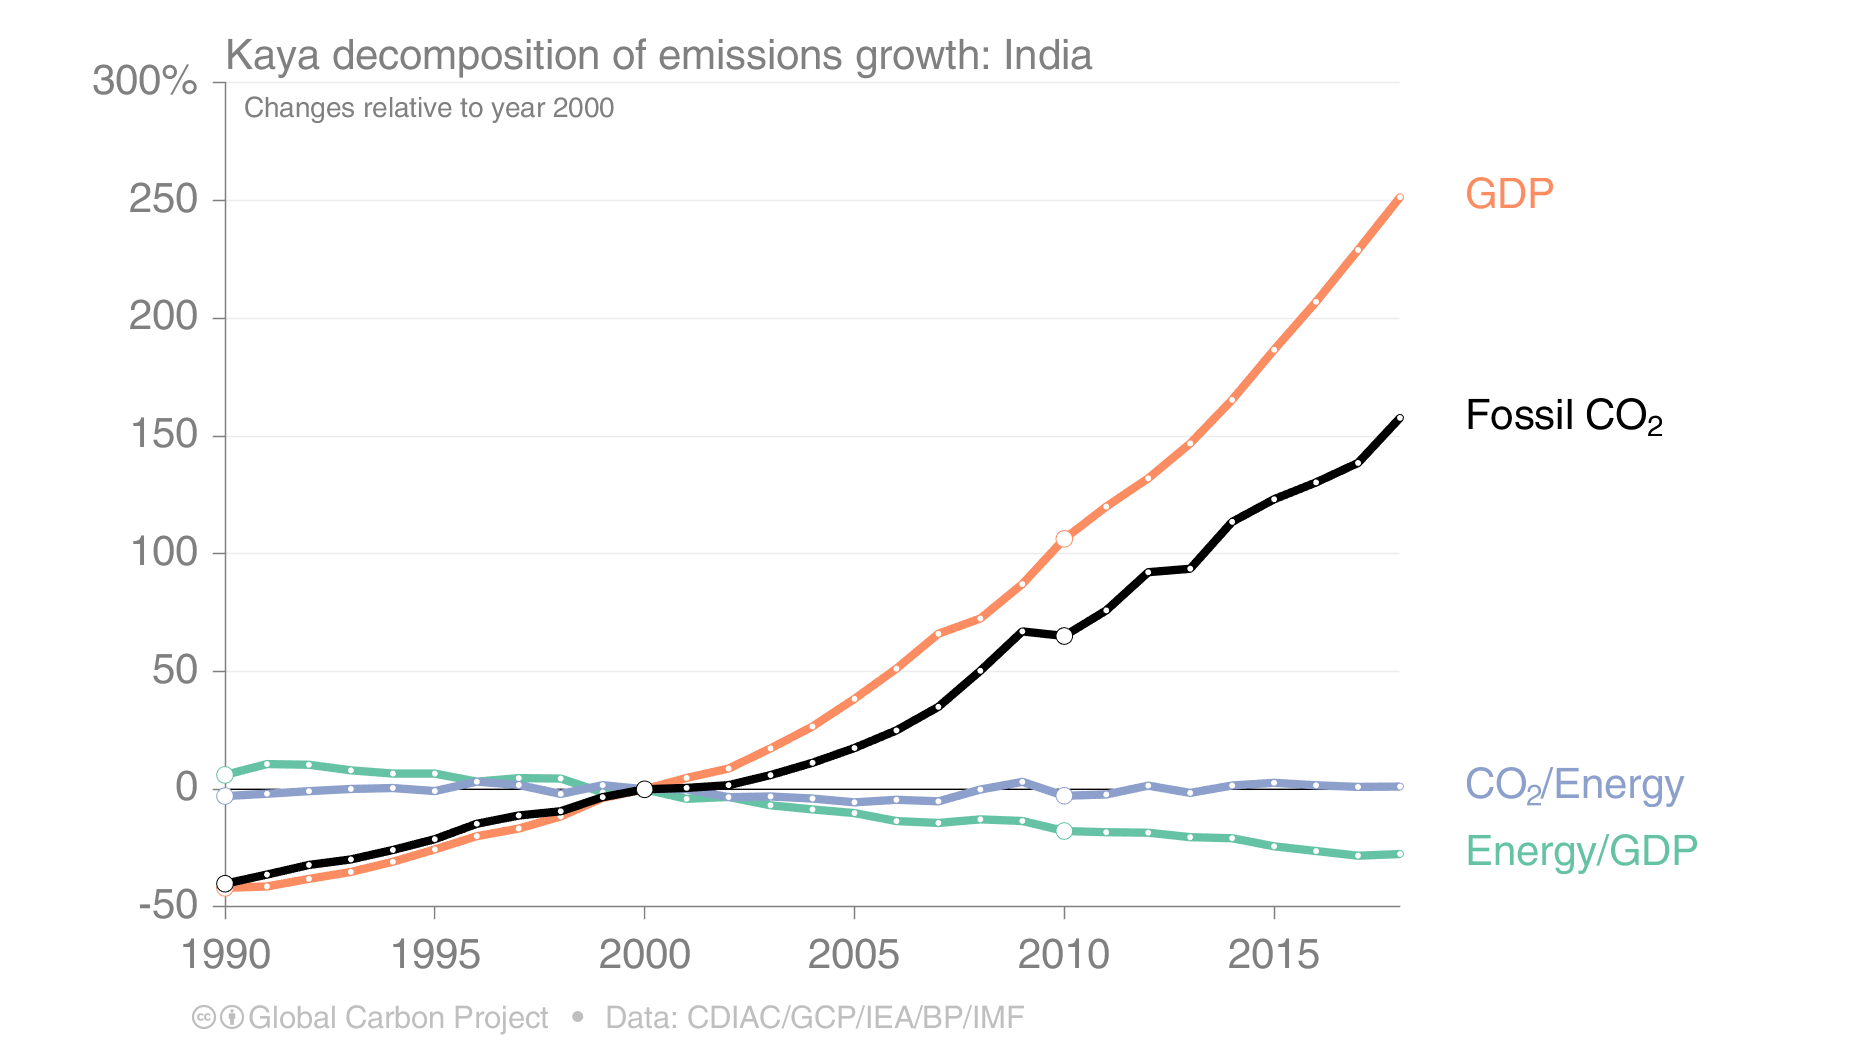 Kaya decomposition of emissions growth: India
Changes relative to year 2000
300%
250
200
150
100
50
0
-50
GDP
Fossil CO₂
CO₂/Energy
Energy/GDP
1990 1995 2000 2005 2010 2015
cc Global Carbon Project • Data: CDIAC/GCP/IEA/BP/IMF